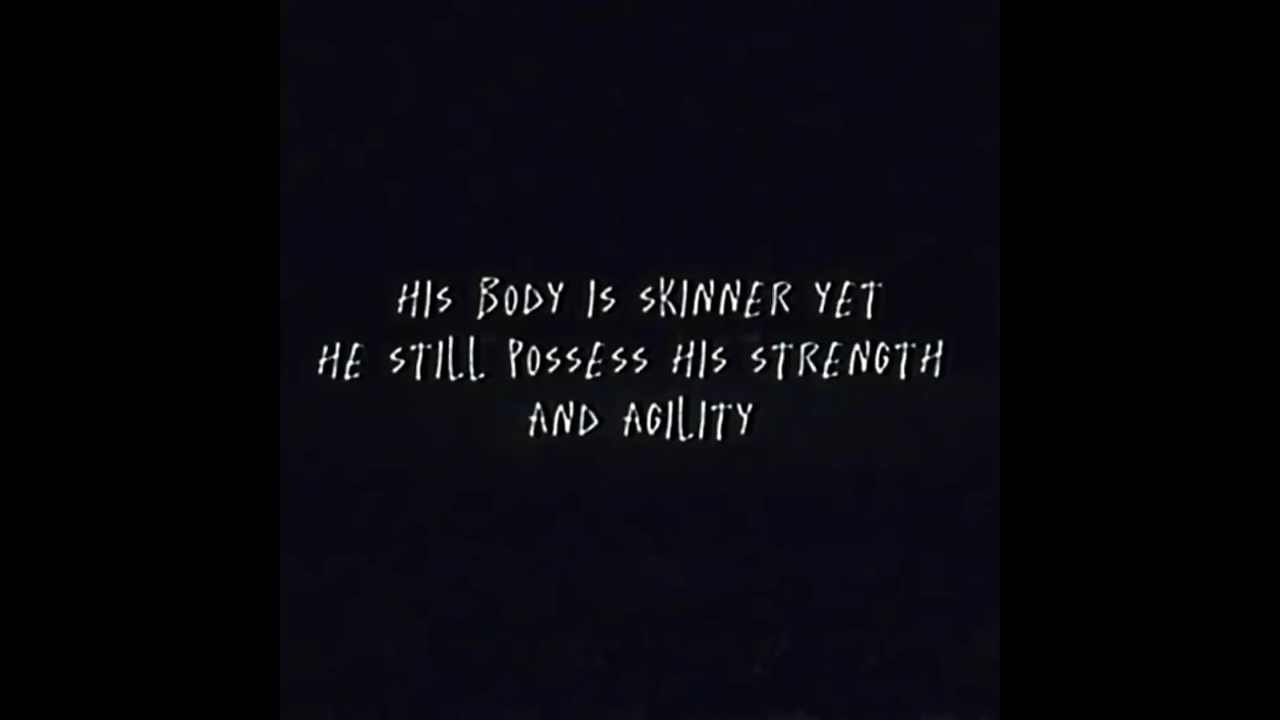 HIS BODY IS SKINNER YET
HE STILL POSSESS HIS STRENGTH
AND AGILITY